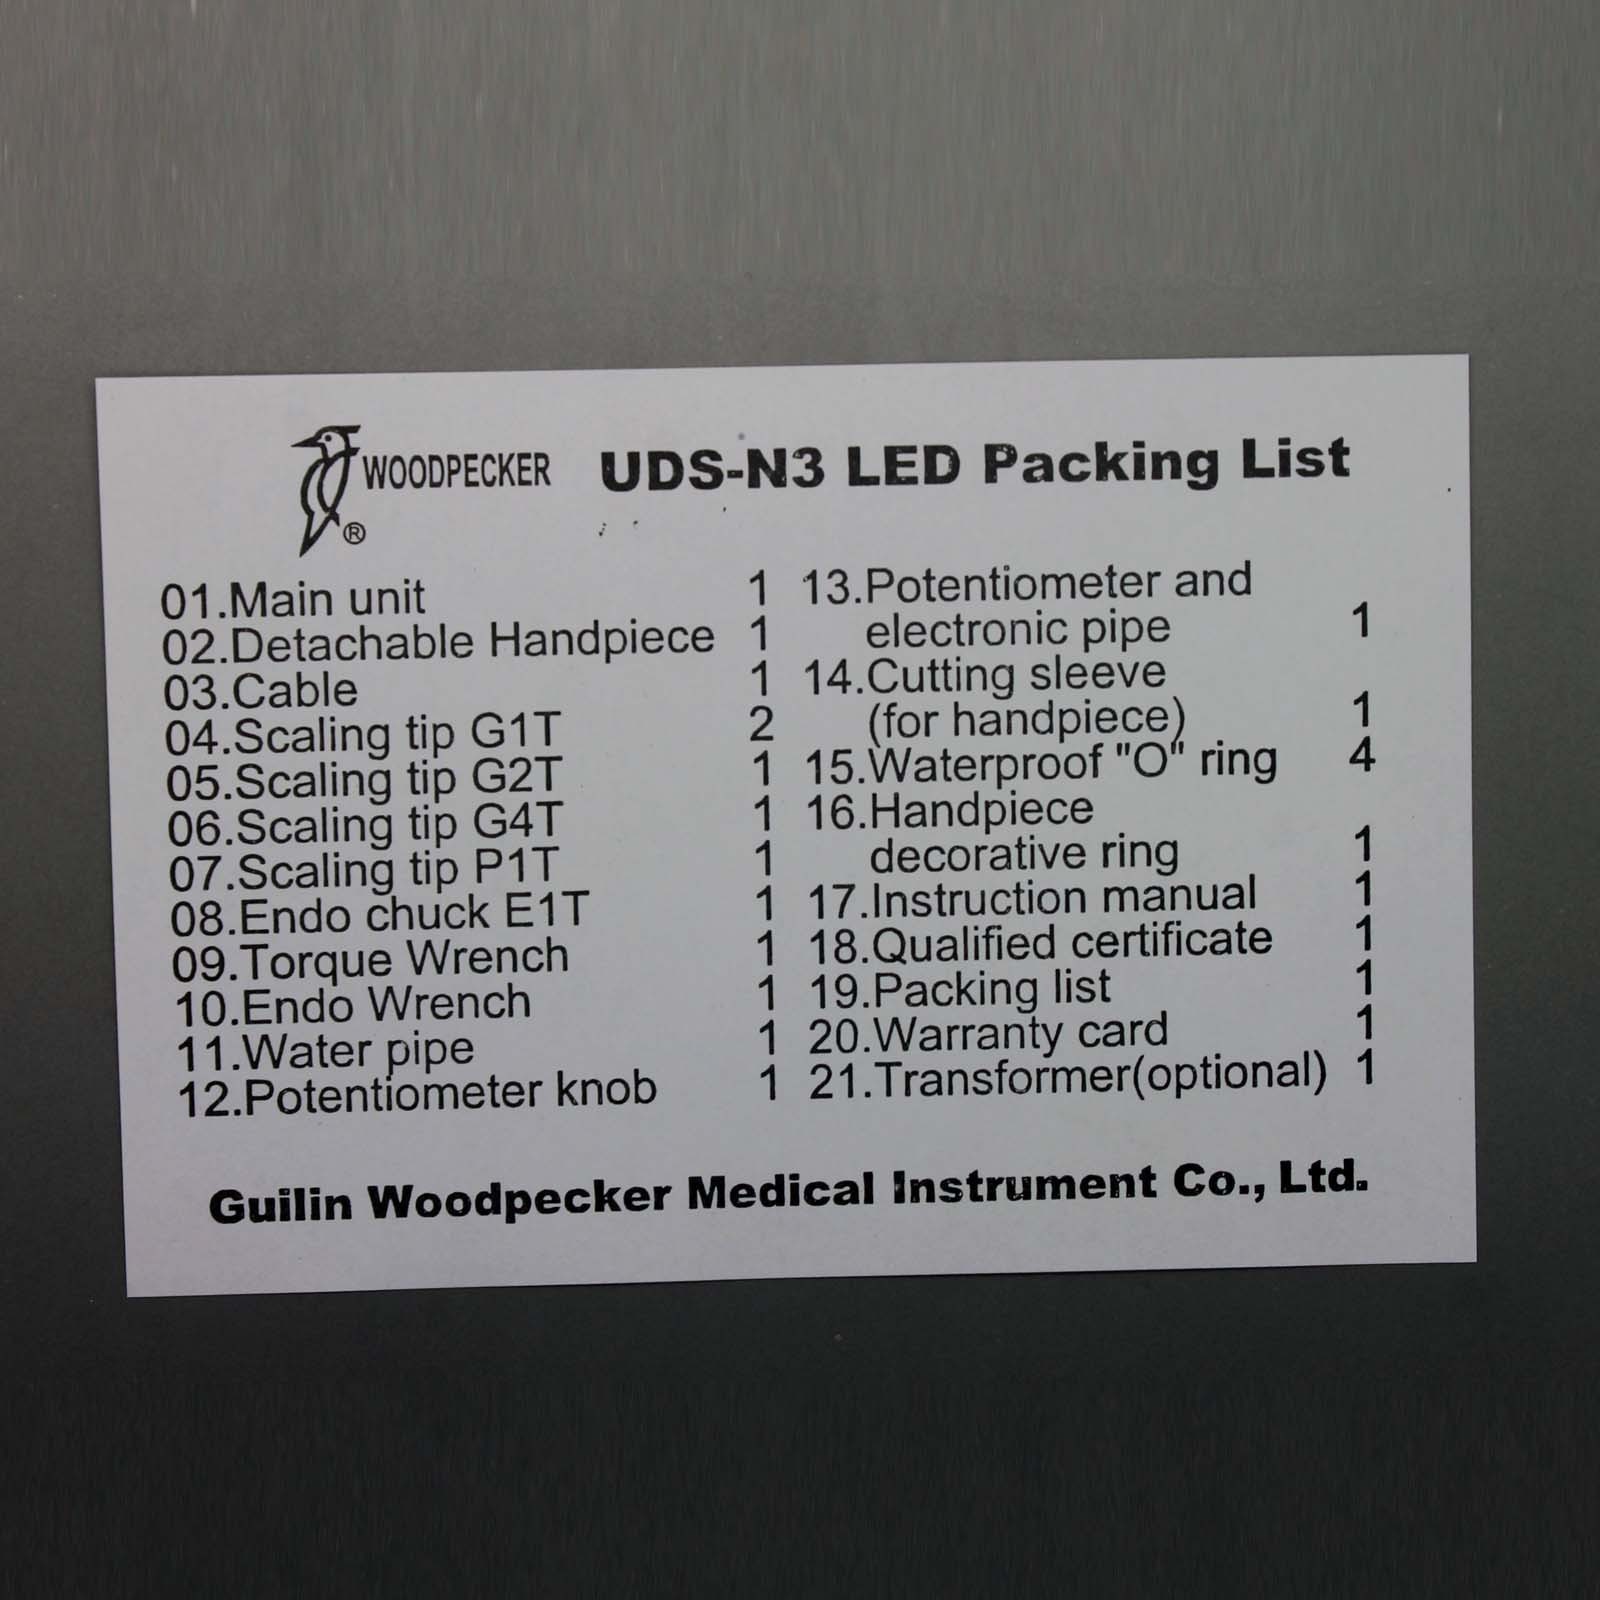 WOODPECKER UDS-N3 LED Packing List
®
01.Main unit 1
02.Detachable Handpiece 1
03.Cable 1
04.Scaling tip G1T 2
05.Scaling tip G2T 1
06.Scaling tip G4T 1
07.Scaling tip P1T 1
08.Endo chuck E1T 1
09.Torque Wrench 1
10.Endo Wrench 1
11.Water pipe 1
12.Potentiometer knob 1
13.Potentiometer and
electronic pipe 1
14.Cutting sleeve
(for handpiece) 1
15.Waterproof "O" ring 4
16.Handpiece
decorative ring 1
17.Instruction manual 1
18.Qualified certificate 1
19.Packing list 1
20.Warranty card 1
21.Transformer(optional) 1
Guilin Woodpecker Medical Instrument Co., Ltd.